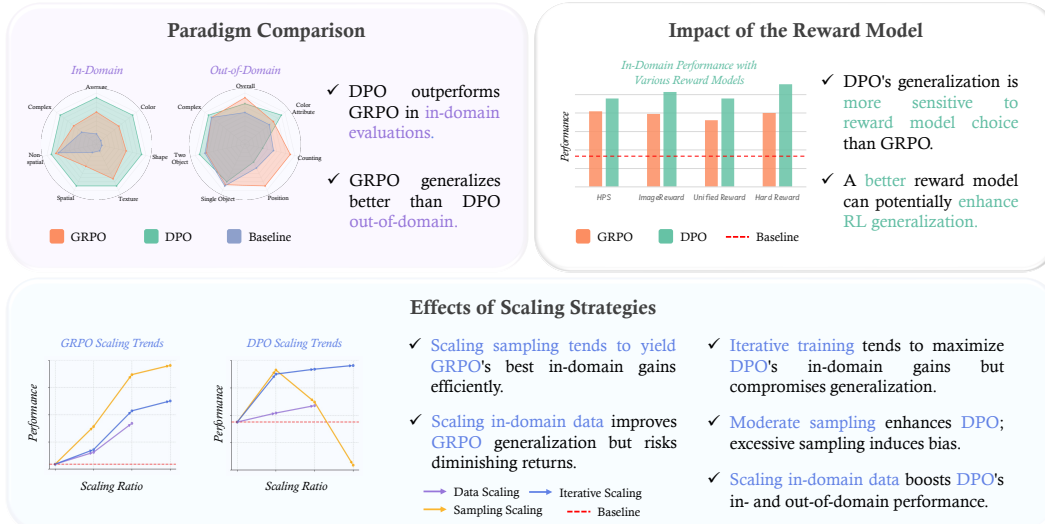 Paradigm Comparison
In-Domain
Out-of-Domain
Average
Color
Shape
Texture
Spatial
Non-
spatial
Complex
Overall
Color
Attribute
Counting
Position
Single Object
Two
Object
Complex
GRPO
DPO
Baseline
✓ DPO outperforms
GRPO in in-domain
evaluations.
✓ GRPO generalizes
better than DPO
out-of-domain.
Impact of the Reward Model
In-Domain Performance with
Various Reward Models
Performance
HPS
ImageReward
Unified Reward
Hard Reward
GRPO
DPO
Baseline
✓ DPO's generalization is
more sensitive to
reward model choice
than GRPO.
✓ A better reward model
can potentially enhance
RL generalization.
Effects of Scaling Strategies
GRPO Scaling Trends
Performance
Scaling Ratio
DPO Scaling Trends
Performance
Scaling Ratio
✓ Scaling sampling tends to yield
GRPO's best in-domain gains
efficiently.
✓ Scaling in-domain data improves
GRPO generalization but risks
diminishing returns.
Data Scaling
Iterative Scaling
Sampling Scaling
Baseline
✓ Iterative training tends to maximize
DPO's in-domain gains but
compromises generalization.
✓ Moderate sampling enhances DPO;
excessive sampling induces bias.
✓ Scaling in-domain data boosts DPO's
in- and out-of-domain performance.